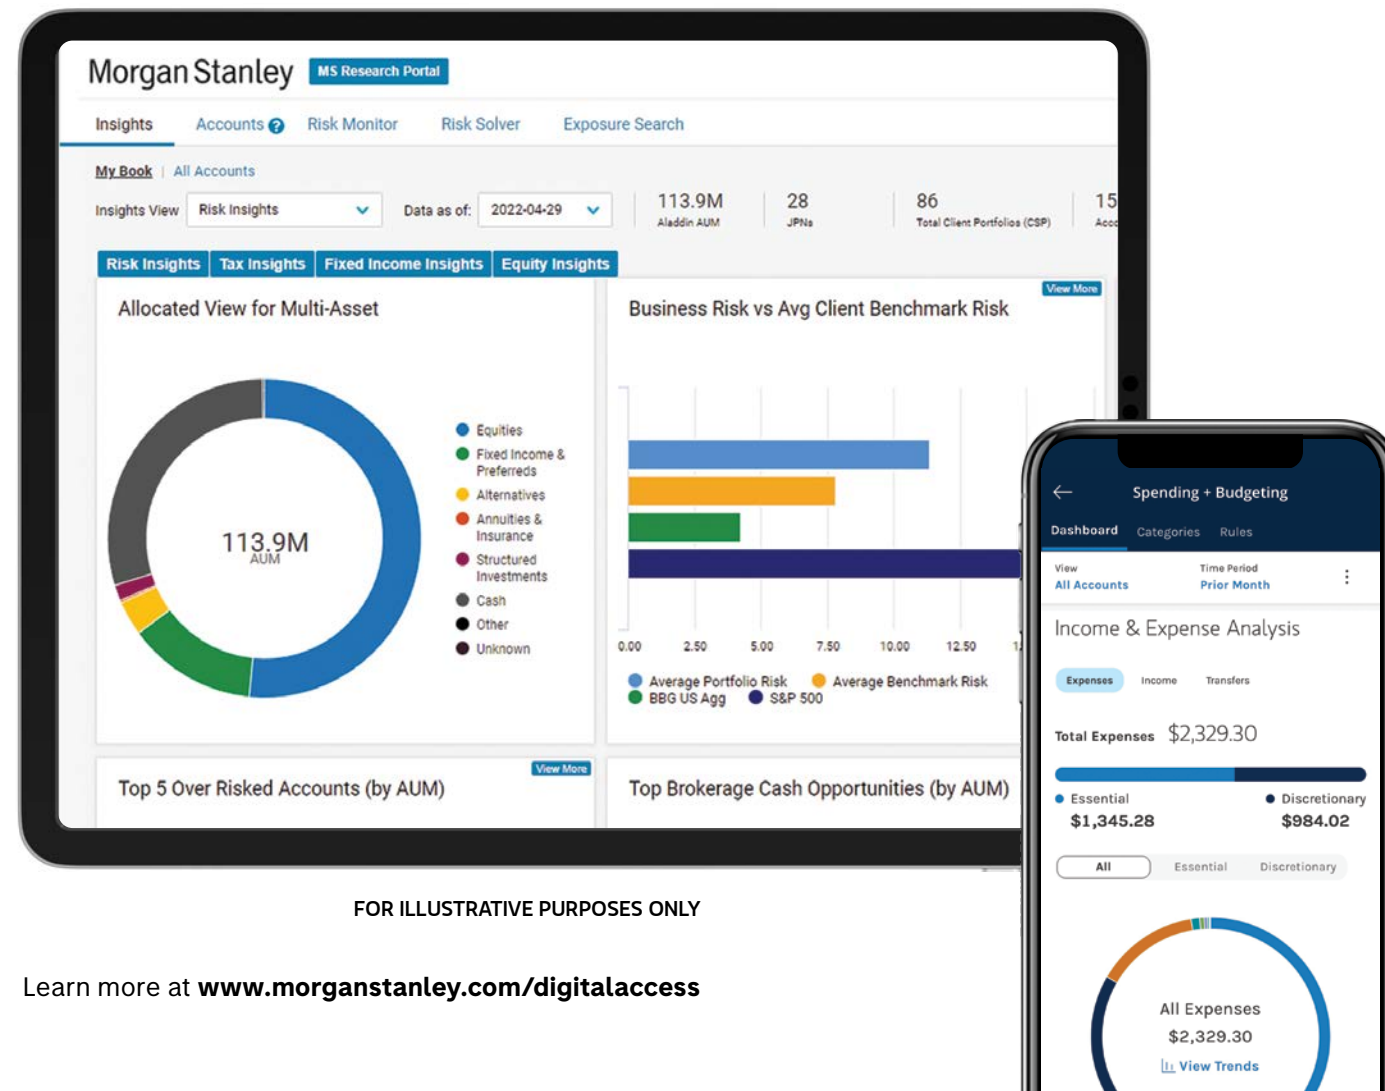 Morgan Stanley
MS Research Portal
Insights
Accounts ?
Risk Monitor
Risk Solver
Exposure Search
My Book | All Accounts
Insights View
Risk Insights
Data as of:
2022-04-29
113.9M
Aladdin AUM
28
JPNs
86
Total Client Portfolios (CSP)
15
Risk Insights
Tax Insights
Fixed Income Insights
Equity Insights
Allocated View for Multi-Asset
113.9M
AUM
Equities
Fixed Income &
Preferreds
Alternatives
Annuities &
Insurance
Structured
Investments
Cash
Other
Unknown
View More
Business Risk vs Avg Client Benchmark Risk
0.00 2.50 5.00 7.50 10.00 12.50
Average Portfolio Risk
Average Benchmark Risk
BBG US Agg
S&P 500
View More
Top 5 Over Risked Accounts (by AUM)
Top Brokerage Cash Opportunities (by AUM)
Spending + Budgeting
Dashboard
Categories
Rules
View
All Accounts
Time Period
Prior Month
Income & Expense Analysis
Expenses
Income
Transfers
Total Expenses $2,329.30
Essential
$1,345.28
Discretionary
$984.02
All
Essential
Discretionary
All Expenses
$2,329.30
View Trends
FOR ILLUSTRATIVE PURPOSES ONLY
Learn more at www.morganstanley.com/digitalaccess